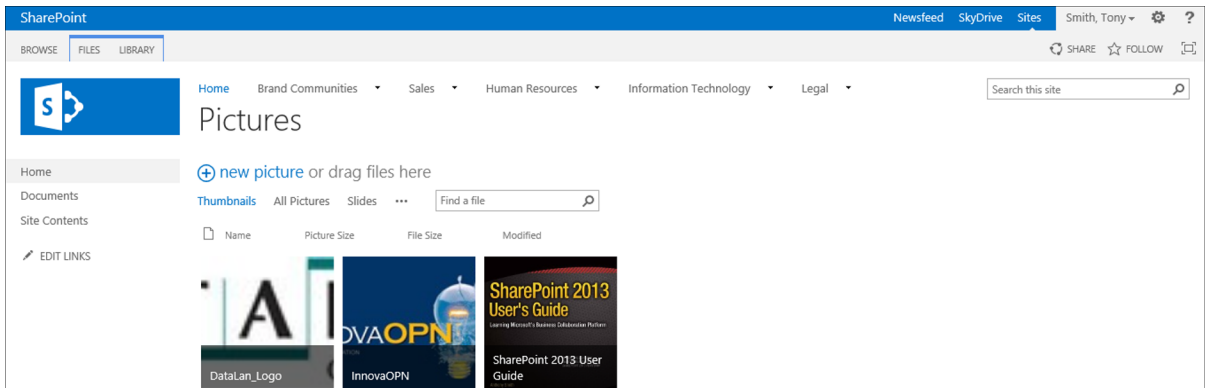 SharePoint
Newsfeed SkyDrive Sites Smith, Tony ?
BROWSE FILES LIBRARY
SHARE FOLLOW
S
Home Brand Communities Sales Human Resources Information Technology Legal
Search this site
Pictures
Home
Documents
Site Contents
EDIT LINKS
new picture or drag files here
Thumbnails All Pictures Slides ••• Find a file
Name Picture Size File Size Modified
A
DataLan_Logo
OVAOPN
InnovaOPN
SharePoint 2013
User's Guide
Learning Microsoft's Business Collaboration Platform
SharePoint 2013 User
Guide